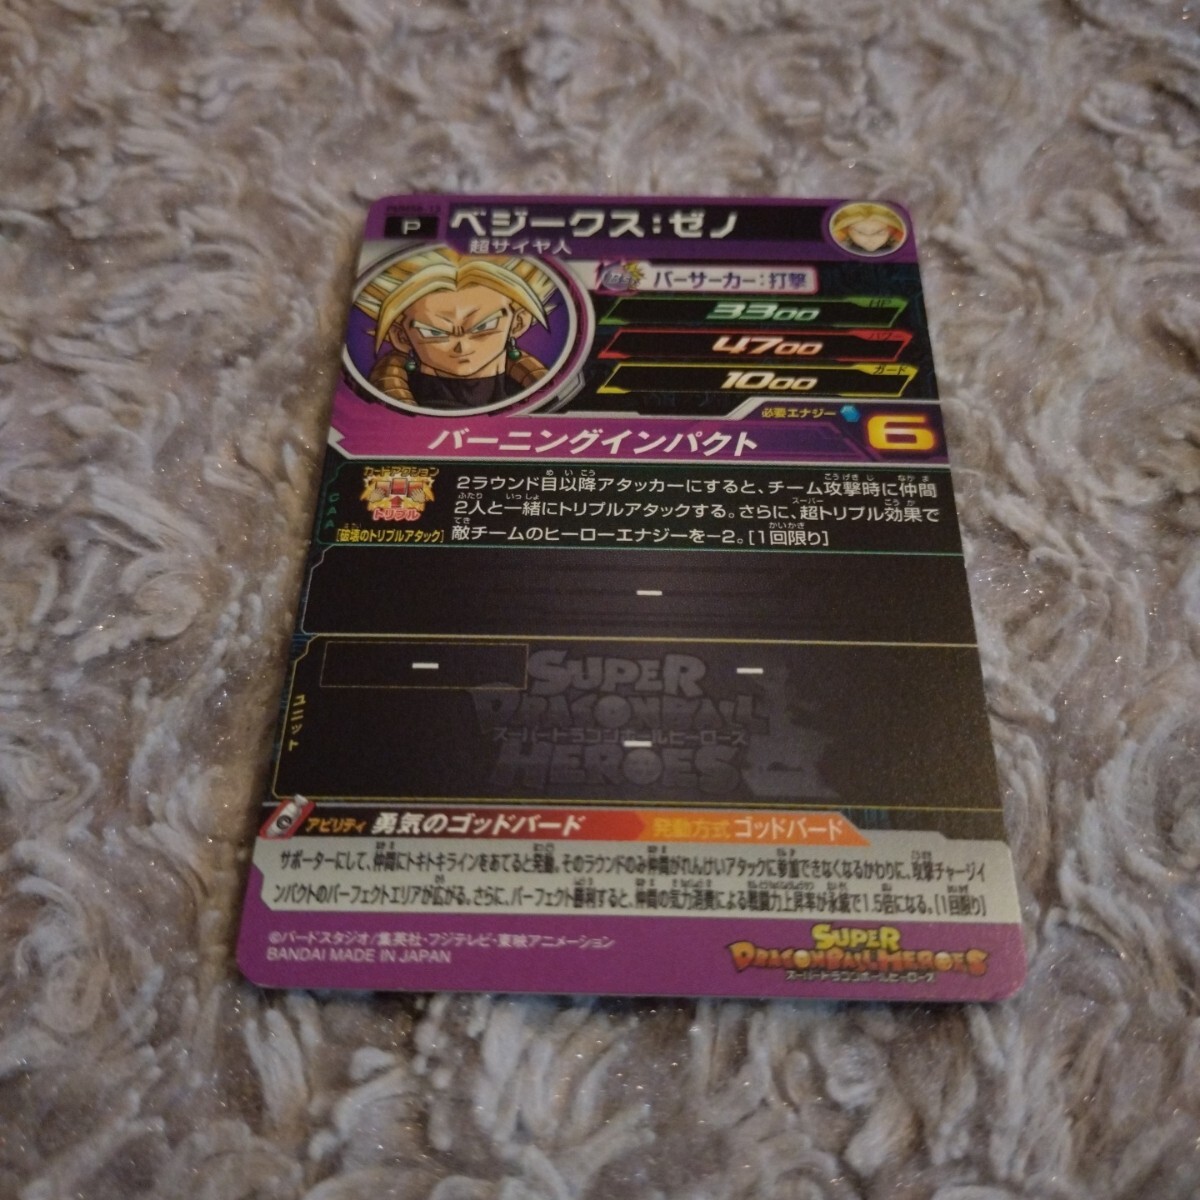 P
ベジークス:ゼノ
超サイヤ人
バーサーカー:打撃
HP
3300
パワー
4700
ガード
1000
必要エナジー
6
バーニングインパクト
CAA
カードアクション
トリプル
[破壊のトリプルアタック]
2ラウンド目以降アタッカーにすると、チーム攻撃時に仲間
2人と一緒にトリプルアタックする。さらに、超トリプル効果で
敵チームのヒーローエナジーを−2。[1回限り]
−
ユニット
−
−
−
SUPER
DRAGONBALL
スーパードラゴンボールヒーローズ
HEROES
アビリティ 勇気のゴッドバード
発動方式 ゴッドバード
サポーターにして、仲間にトキトキラインをあてると発動。そのラウンドのみ仲間がれんけいアタックに参加できなくなるかわりに、攻撃チャージイ
ンパクトのパーフェクトエリアが広がる。さらに、パーフェクト勝利すると、仲間の気力消費による戦闘力上昇率が永続で1.5倍になる。[1回限り]
©バードスタジオ/集英社・フジテレビ・東映アニメーション
BANDAI MADE IN JAPAN
SUPER
DRAGONBALL HEROES
スーパードラゴンボールヒーローズ